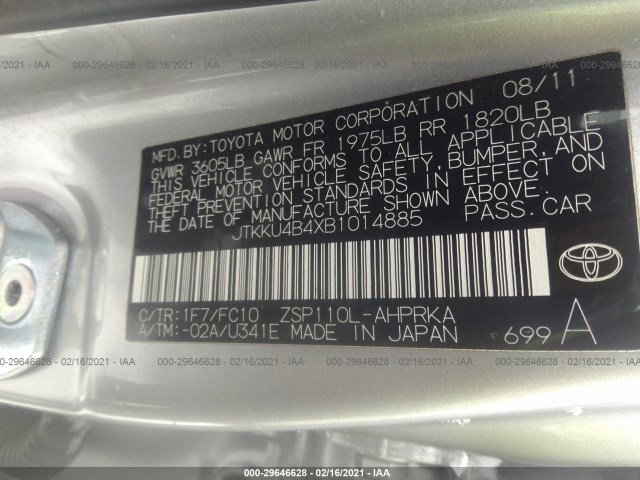 000-29646628 - 02/16/2021 - IAA
MFD. BY: TOYOTA MOTOR CORPORATION 08/11
GVWR 3605LB GAWR FR 1975LB RR 1820LB
THIS VEHICLE CONFORMS TO ALL APPLICABLE
FEDERAL MOTOR VEHICLE SAFETY, BUMPER, AND
THEFT PREVENTION STANDARDS IN EFFECT ON
THE DATE OF MANUFACTURE SHOWN ABOVE.
JTKKU4B4XB1014885 PASS. CAR
C/TR: 1F7/FC10 ZSP110L-AHPRKA
A/TM: -02A/U341E MADE IN JAPAN 699 A
000-29646628 - 02/16/2021 - IAA